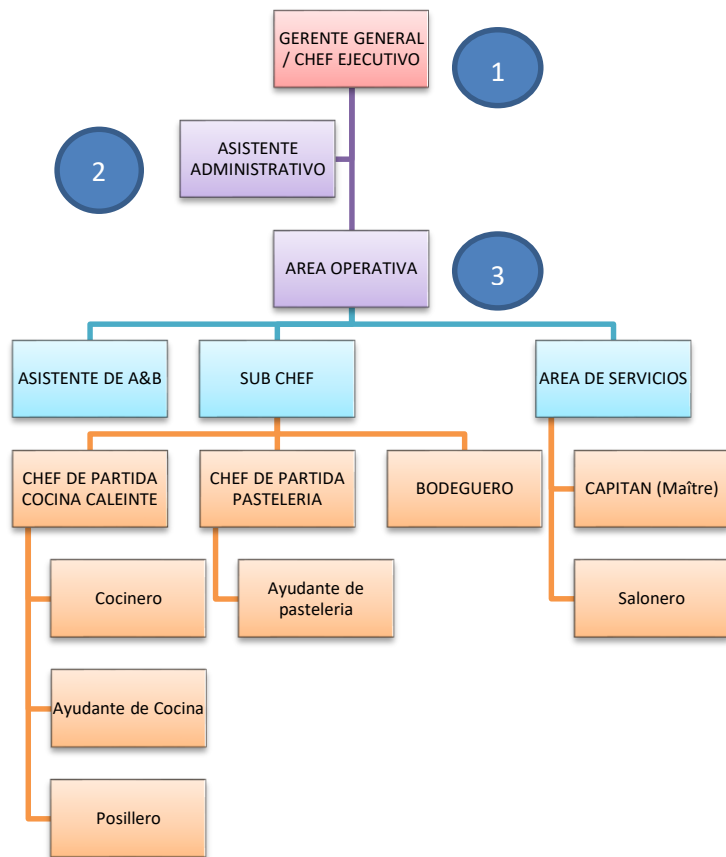 GERENTE GENERAL
/ CHEF EJECUTIVO
1
ASISTENTE
ADMINISTRATIVO
2
AREA OPERATIVA
3
ASISTENTE DE A&B
SUB CHEF
AREA DE SERVICIOS
CHEF DE PARTIDA
COCINA CALEINTE
CHEF DE PARTIDA
PASTELERIA
BODEGUERO
CAPITAN (Maître)
Cocinero
Ayudante de
pasteleria
Salonero
Ayudante de Cocina
Posillero